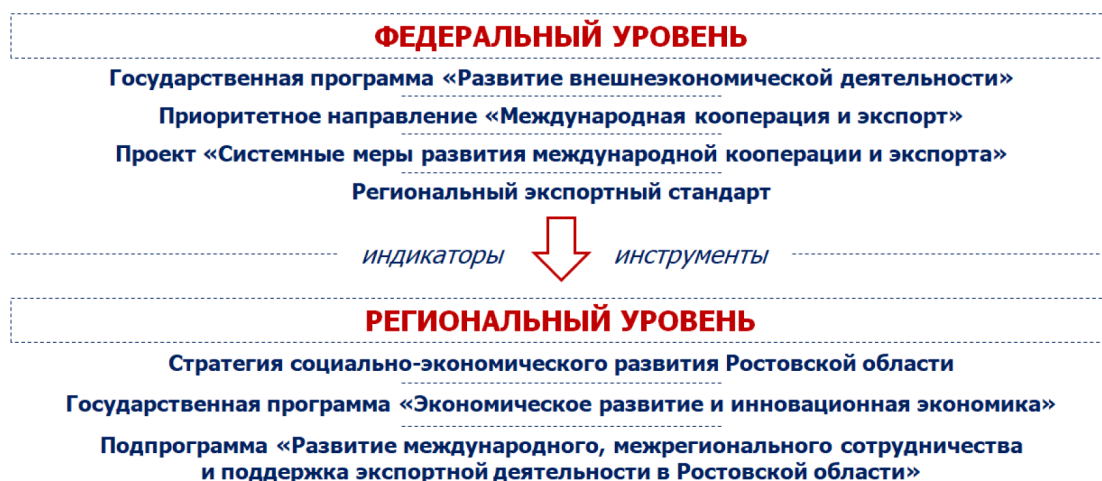 ФЕДЕРАЛЬНЫЙ УРОВЕНЬ
Государственная программа «Развитие внешнеэкономической деятельности»
Приоритетное направление «Международная кооперация и экспорт»
Проект «Системные меры развития международной кооперации и экспорта»
Региональный экспортный стандарт
индикаторы инструменты
РЕГИОНАЛЬНЫЙ УРОВЕНЬ
Стратегия социально-экономического развития Ростовской области
Государственная программа «Экономическое развитие и инновационная экономика»
Подпрограмма «Развитие международного, межрегионального сотрудничества
и поддержка экспортной деятельности в Ростовской области»